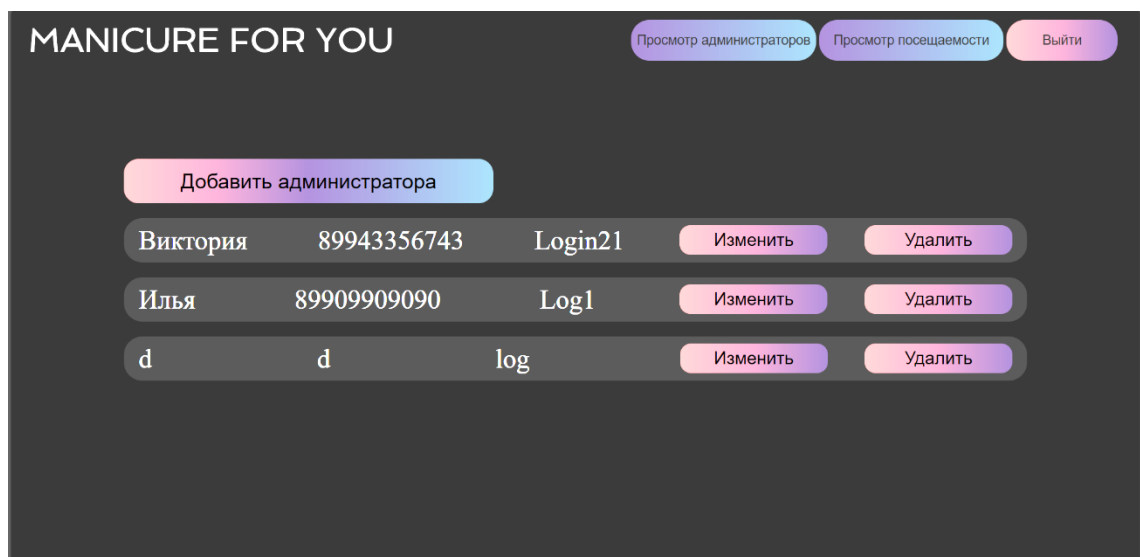 MANICURE FOR YOU Просмотр администраторов Просмотр посещаемости Выйти
Добавить администратора
Виктория 89943356743 Login21 Изменить Удалить
Илья 89909909090 Log1 Изменить Удалить
d d log Изменить Удалить